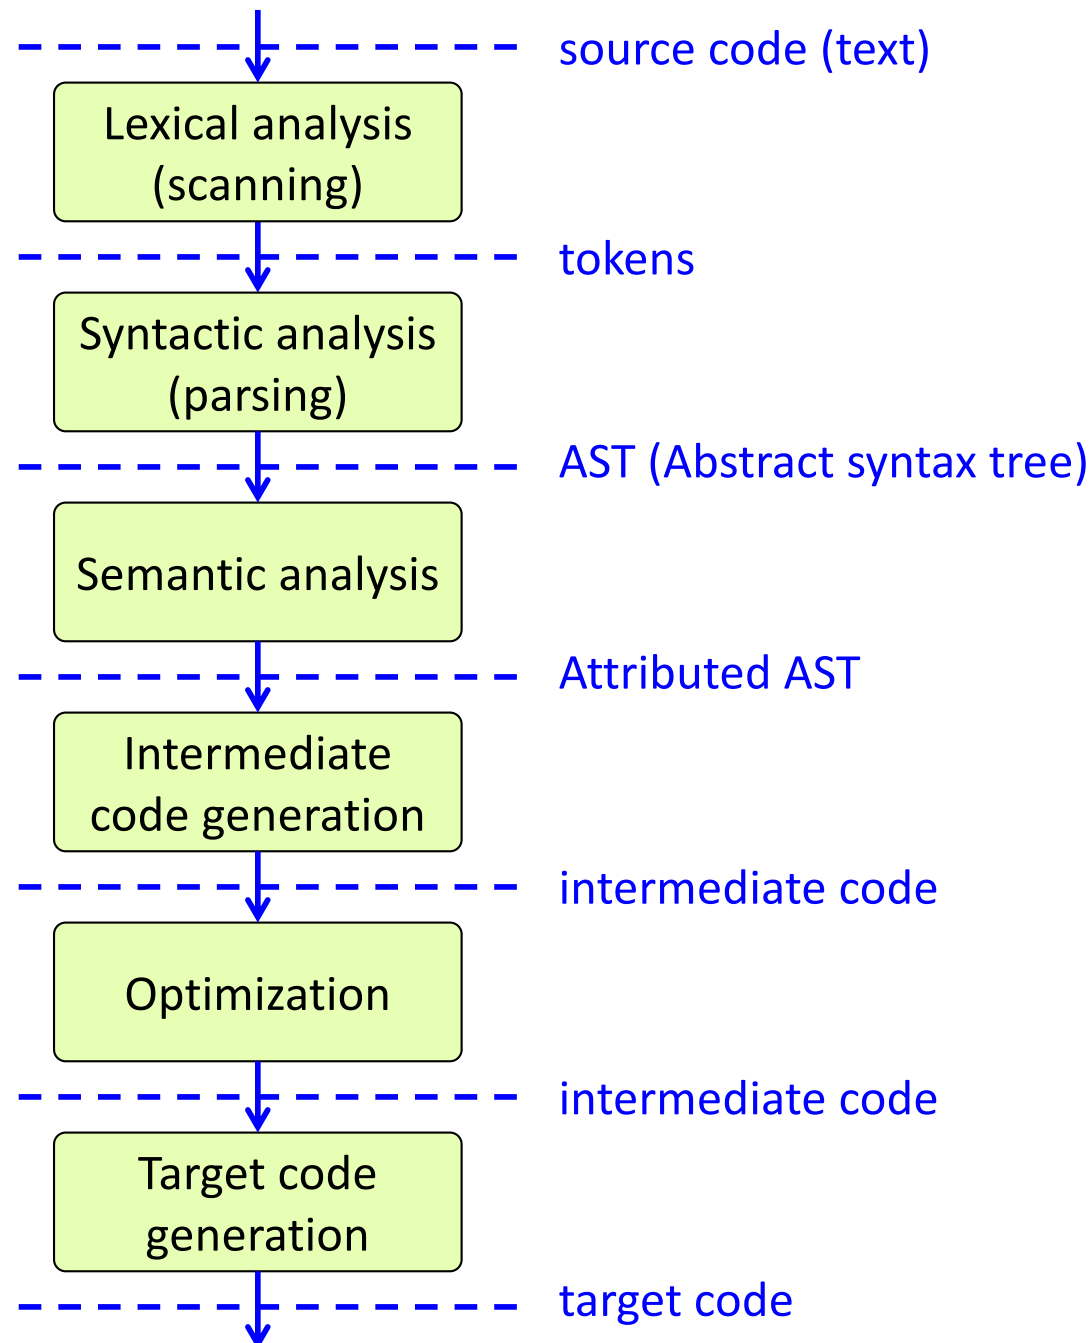 source code (text)
Lexical analysis
(scanning)
tokens
Syntactic analysis
(parsing)
AST (Abstract syntax tree)
Semantic analysis
Attributed AST
Intermediate
code generation
intermediate code
Optimization
intermediate code
Target code
generation
target code